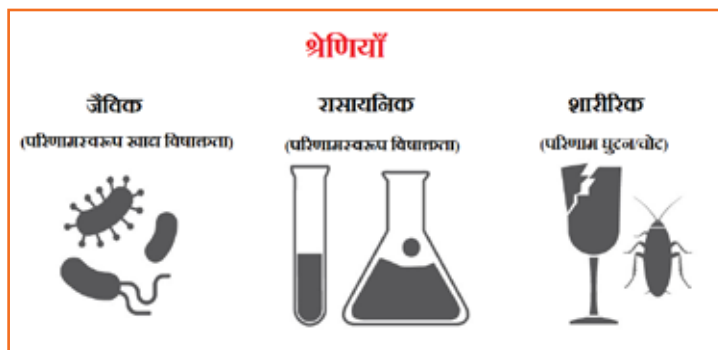 श्रेणियाँ
जैविक
रासायनिक
शारीरिक
(परिणामस्वरूप खाद्य विषाक्तता)
(परिणामस्वरूप विषाक्तता)
(परिणाम घुटन/चोट)